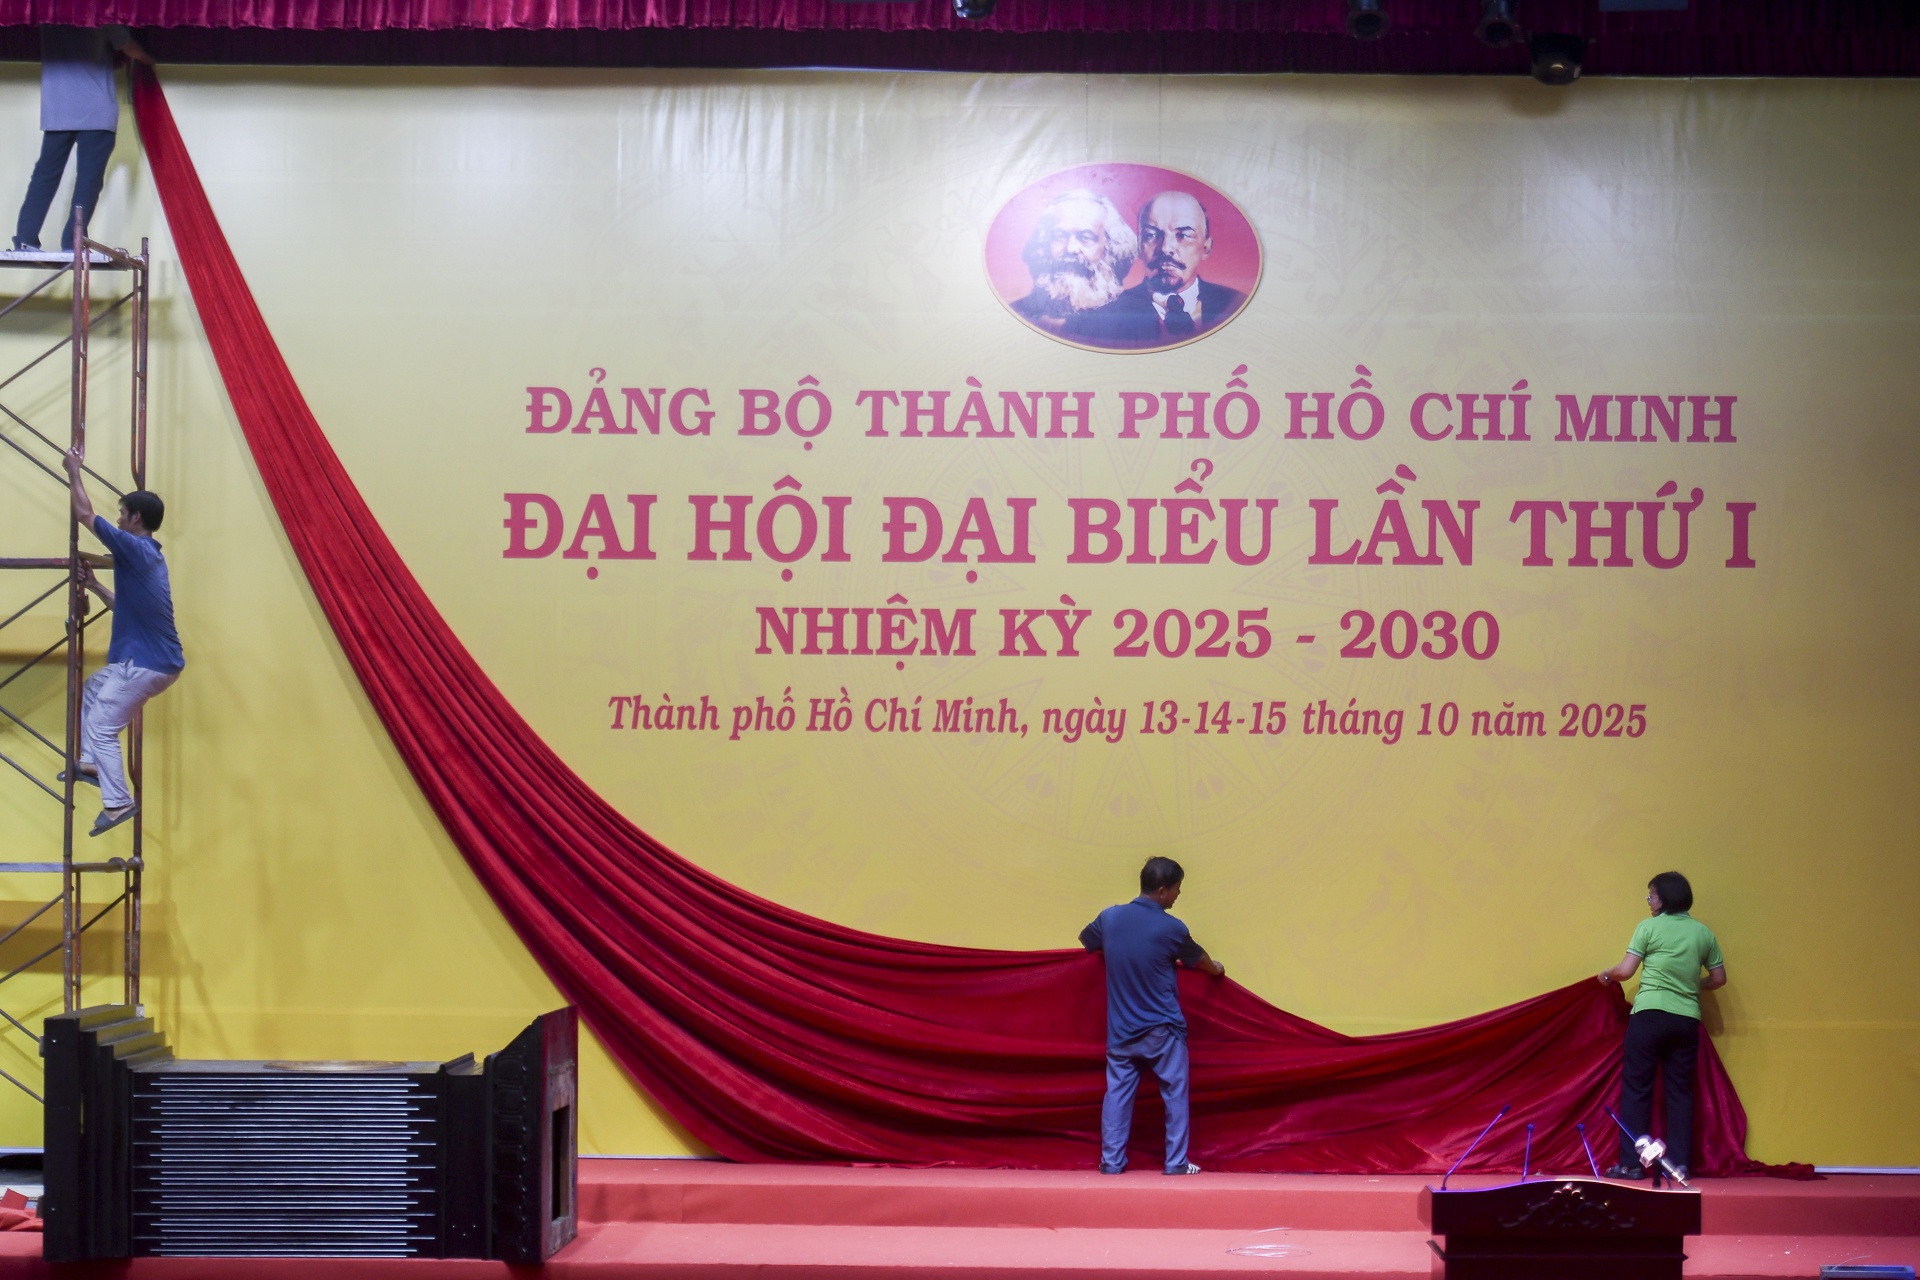 ĐẢNG BỘ THÀNH PHỐ HỒ CHÍ MINH
ĐẠI HỘI ĐẠI BIỂU LẦN THỨ I
NHIỆM KỲ 2025 - 2030
Thành phố Hồ Chí Minh, ngày 13-14-15 tháng 10 năm 2025